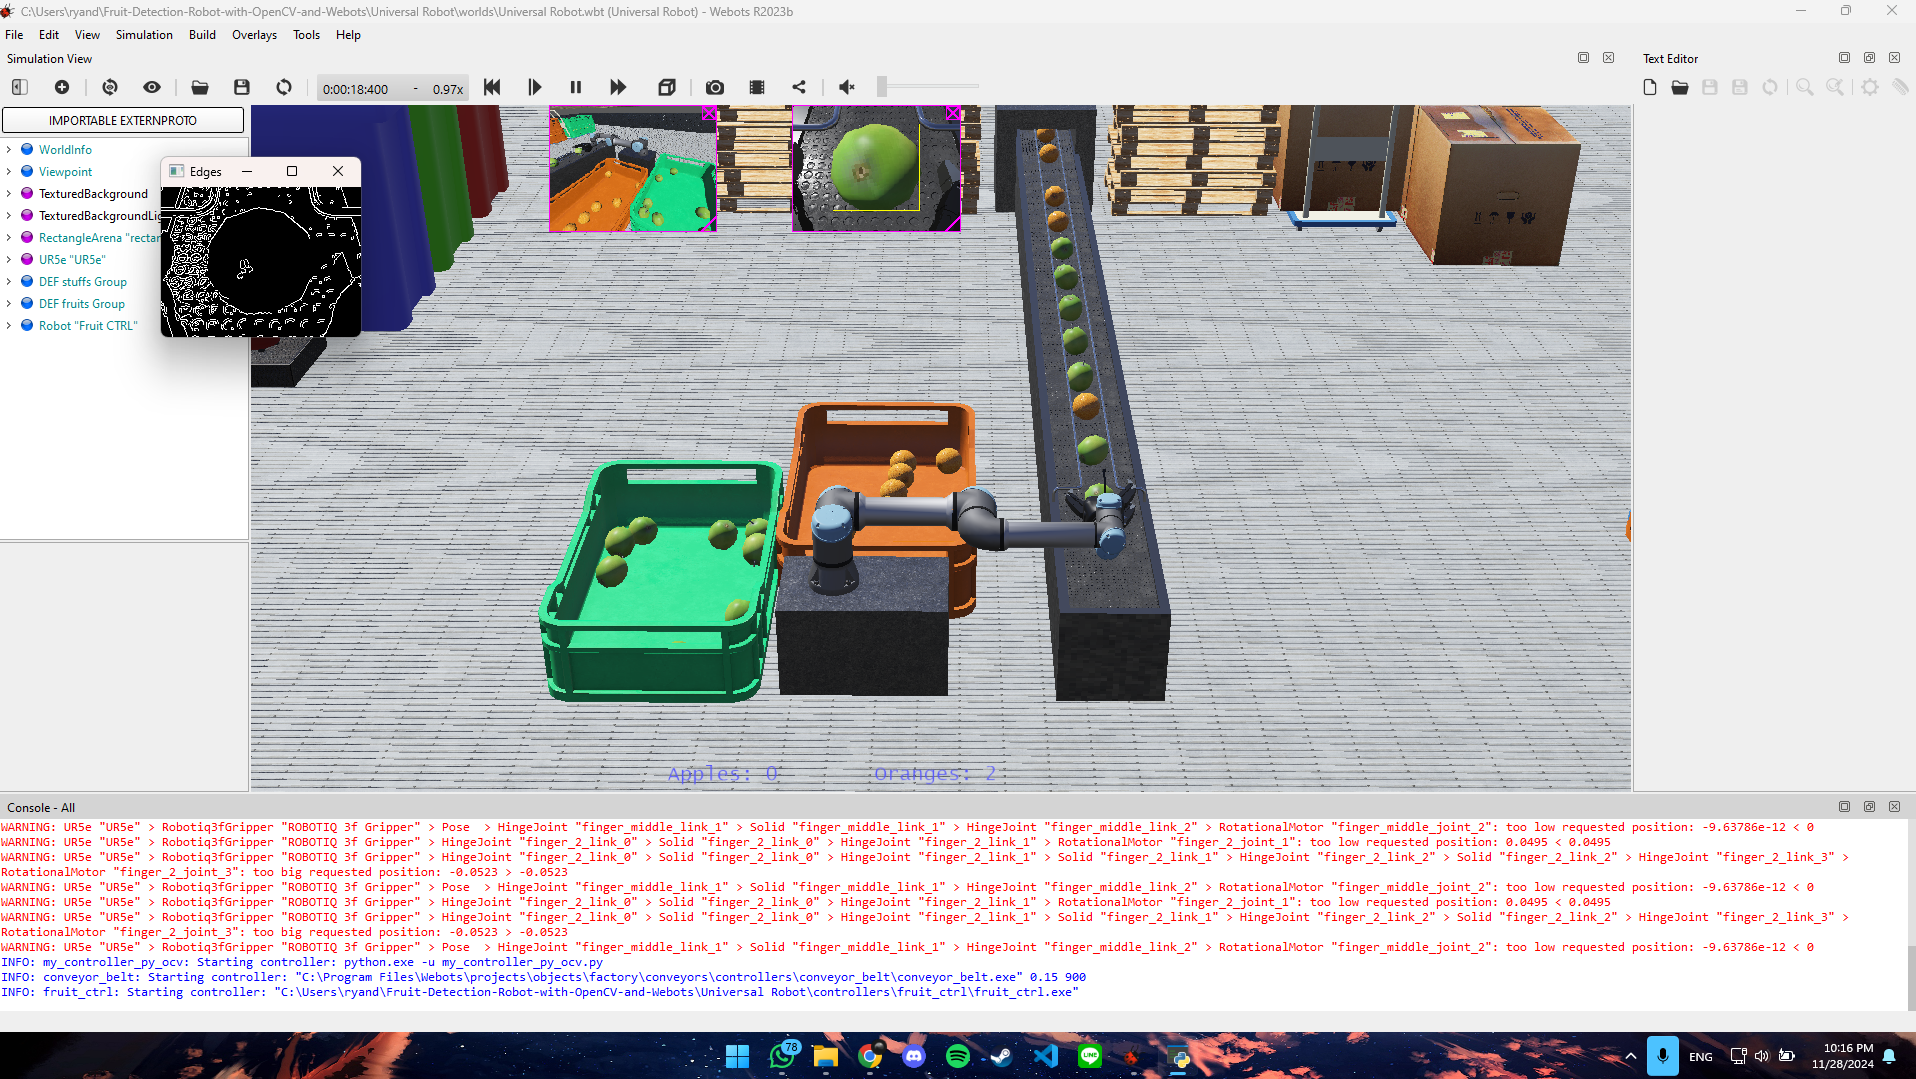 C:\Users\ryand\Fruit-Detection-Robot-with-OpenCV-and-Webots\Universal Robot\worlds\Universal Robot.wbt (Universal Robot) - Webots R2023b
File Edit View Simulation Build Overlays Tools Help
Simulation View
Text Editor
0:00:18:400 - 0.97x
IMPORTABLE EXTERNPROTO
WorldInfo
Viewpoint
TexturedBackground
TexturedBackgroundLi
RectangleArena "rectar
UR5e "UR5e"
DEF stuffs Group
DEF fruits Group
Robot "Fruit CTRL"
Edges
Apples: 0 Oranges: 2
Console - All
WARNING: UR5e "UR5e" > Robotiq3fGripper "ROBOTIQ 3f Gripper" > Pose > HingeJoint "finger_middle_link_1" > Solid "finger_middle_link_1" > HingeJoint "finger_middle_link_2" > RotationalMotor "finger_middle_joint_2": too low requested position: -9.63786e-12 < 0
WARNING: UR5e "UR5e" > Robotiq3fGripper "ROBOTIQ 3f Gripper" > HingeJoint "finger_2_link_0" > Solid "finger_2_link_0" > HingeJoint "finger_2_link_1" > RotationalMotor "finger_2_joint_1": too low requested position: 0.0495 < 0.0495
WARNING: UR5e "UR5e" > Robotiq3fGripper "ROBOTIQ 3f Gripper" > HingeJoint "finger_2_link_0" > Solid "finger_2_link_0" > HingeJoint "finger_2_link_1" > Solid "finger_2_link_1" > HingeJoint "finger_2_link_2" > Solid "finger_2_link_2" > HingeJoint "finger_2_link_3" >
RotationalMotor "finger_2_joint_3": too big requested position: -0.0523 > -0.0523
WARNING: UR5e "UR5e" > Robotiq3fGripper "ROBOTIQ 3f Gripper" > Pose > HingeJoint "finger_middle_link_1" > Solid "finger_middle_link_1" > HingeJoint "finger_middle_link_2" > RotationalMotor "finger_middle_joint_2": too low requested position: -9.63786e-12 < 0
WARNING: UR5e "UR5e" > Robotiq3fGripper "ROBOTIQ 3f Gripper" > HingeJoint "finger_2_link_0" > Solid "finger_2_link_0" > HingeJoint "finger_2_link_1" > RotationalMotor "finger_2_joint_1": too low requested position: 0.0495 < 0.0495
WARNING: UR5e "UR5e" > Robotiq3fGripper "ROBOTIQ 3f Gripper" > HingeJoint "finger_2_link_0" > Solid "finger_2_link_0" > HingeJoint "finger_2_link_1" > Solid "finger_2_link_1" > HingeJoint "finger_2_link_2" > Solid "finger_2_link_2" > HingeJoint "finger_2_link_3" >
RotationalMotor "finger_2_joint_3": too big requested position: -0.0523 > -0.0523
WARNING: UR5e "UR5e" > Robotiq3fGripper "ROBOTIQ 3f Gripper" > Pose > HingeJoint "finger_middle_link_1" > Solid "finger_middle_link_1" > HingeJoint "finger_middle_link_2" > RotationalMotor "finger_middle_joint_2": too low requested position: -9.63786e-12 < 0
INFO: my_controller_py_ocv: Starting controller: python.exe -u my_controller_py_ocv.py
INFO: conveyor_belt: Starting controller: "C:\Program Files\Webots\projects\objects\factory\conveyors\controllers\conveyor_belt\conveyor_belt.exe" 0.15 900
INFO: fruit_ctrl: Starting controller: "C:\Users\ryand\Fruit-Detection-Robot-with-OpenCV-and-Webots\Universal Robot\controllers\fruit_ctrl\fruit_ctrl.exe"
78
LINE
ENG
10:16 PM
11/28/2024